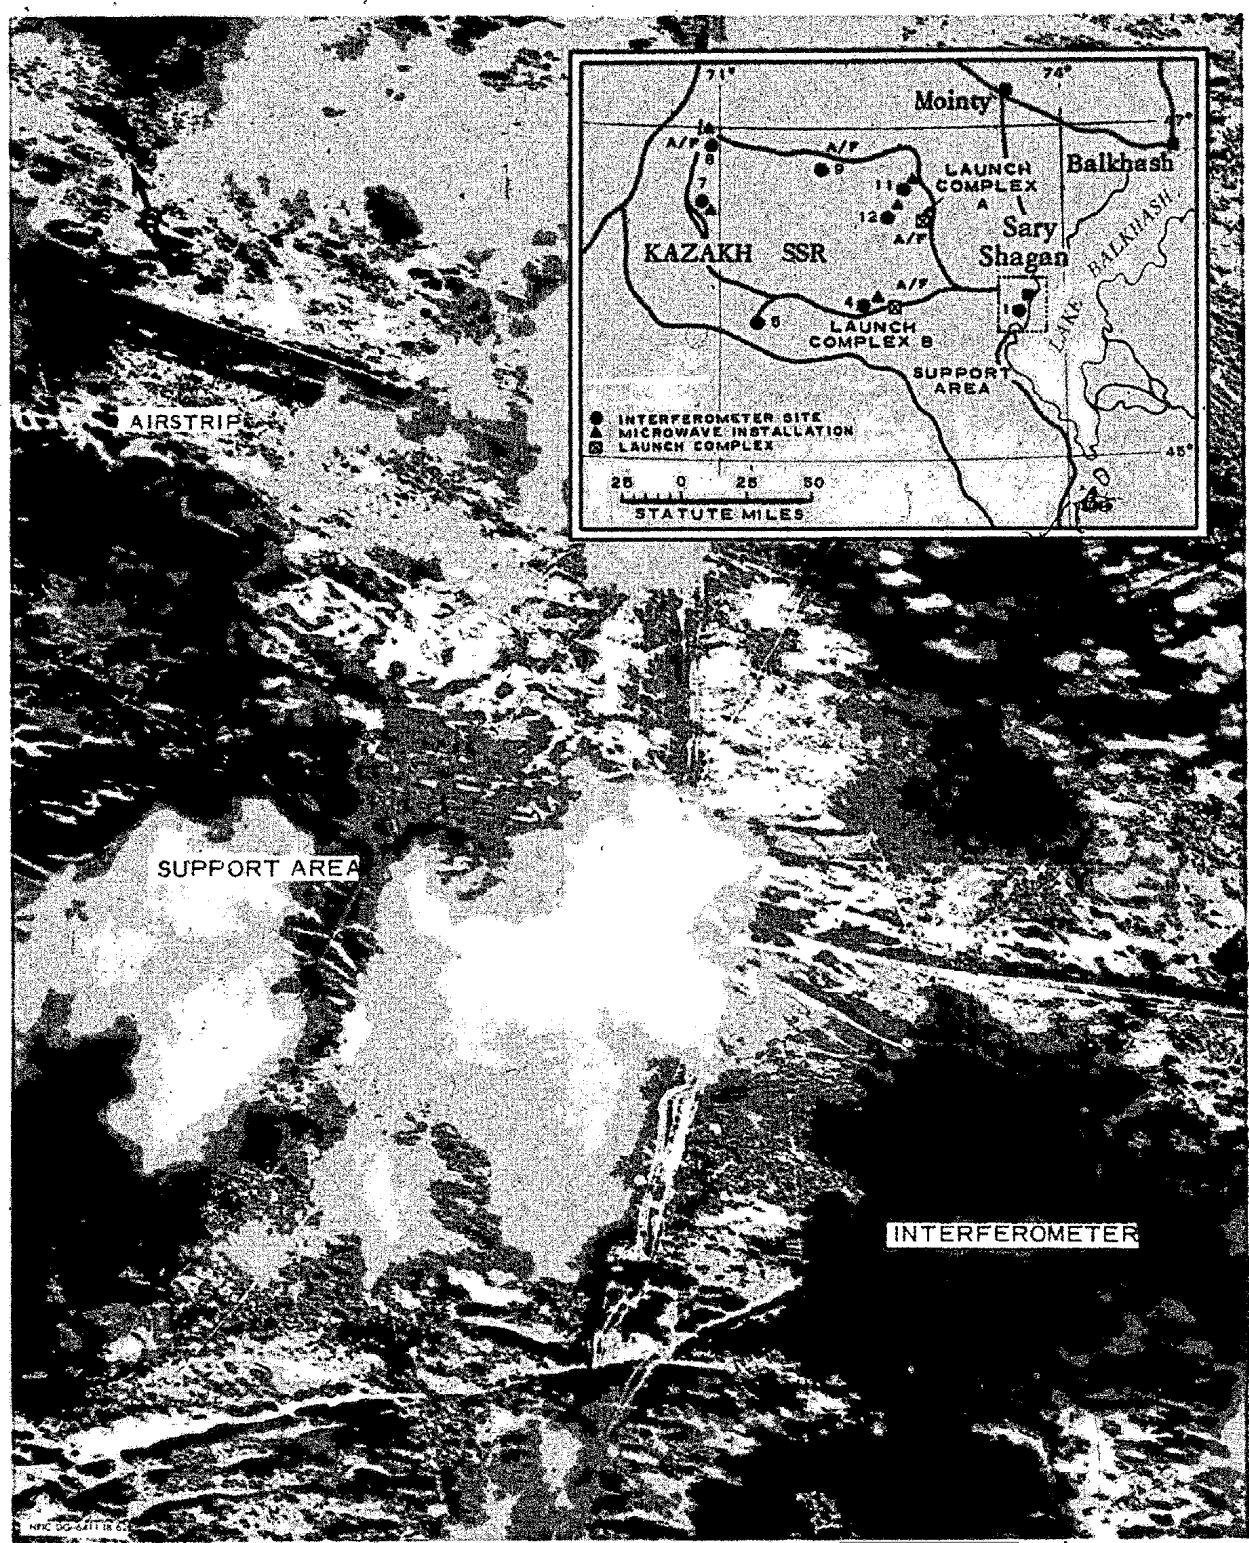 71°
74°
Mointy
47°
A/F
A/F
8
9
Balkhash
LAUNCH
COMPLEX
A
7
11
12
Sary
Shagan
A/F
KAZAKH SSR
LAKE BALKHASH
A/F
4
1
6
LAUNCH
COMPLEX B
SUPPORT
AREA
INTERFEROMETER SITE
MICROWAVE INSTALLATION
LAUNCH COMPLEX
45°
25 0 25 50
STATUTE MILES
AIRSTRIP
SUPPORT AREA
INTERFEROMETER